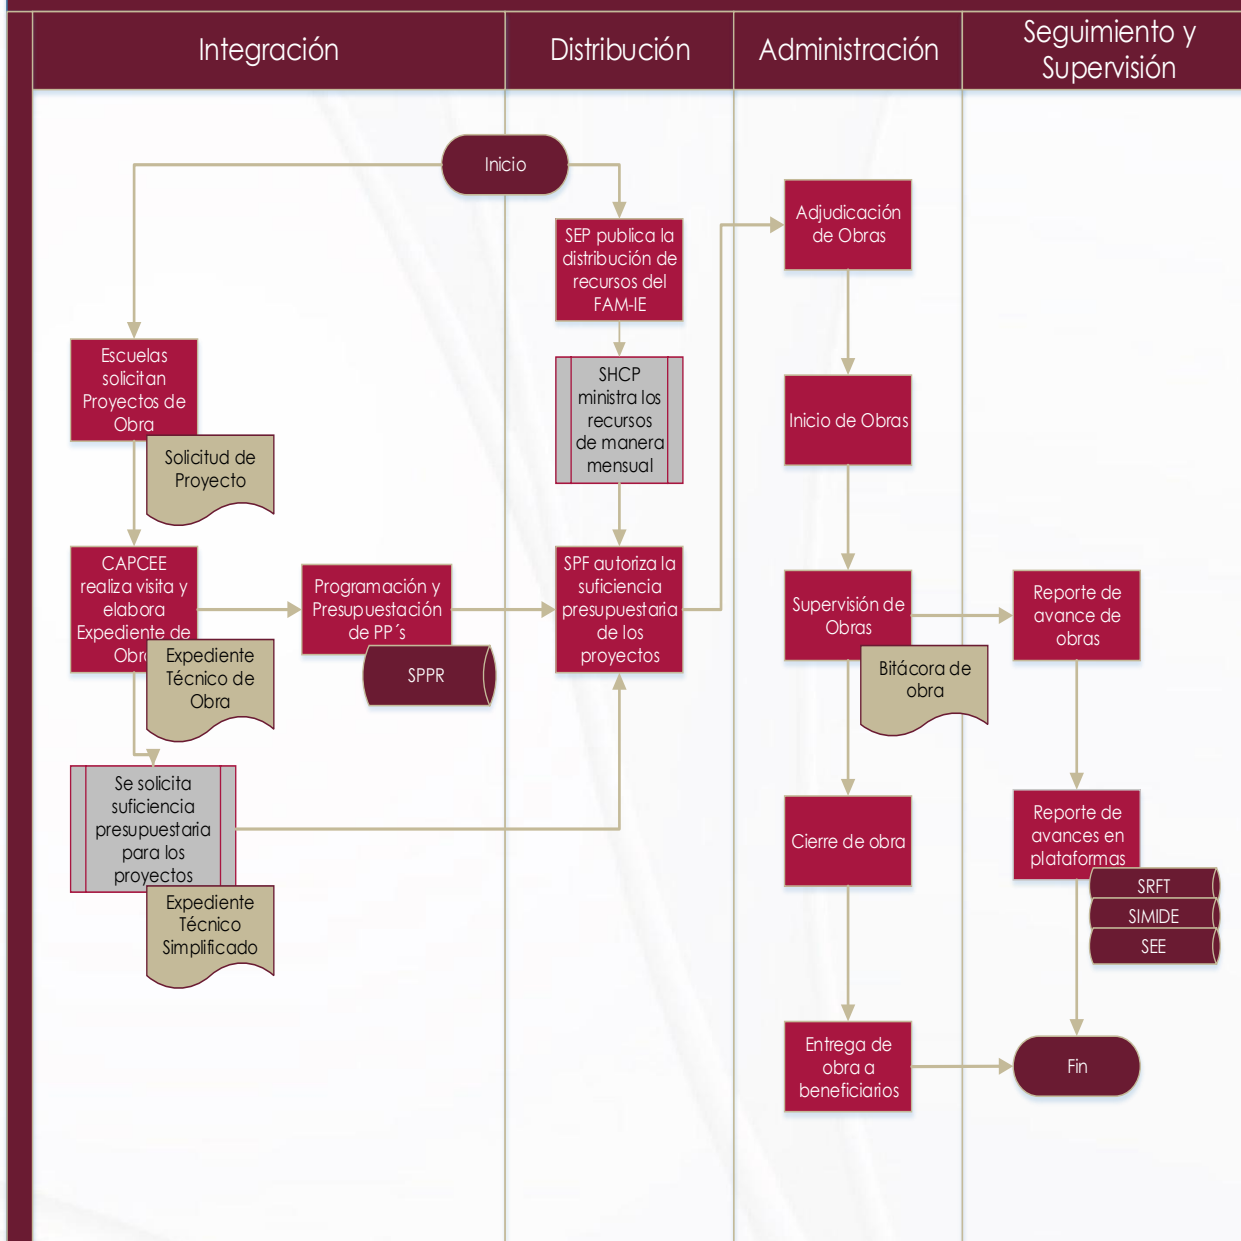 Integración
Distribución
Administración
Seguimiento y
Supervisión
Inicio
SEP publica la
distribución de
recursos del
FAM-IE
Adjudicación
de Obras
Escuelas
solicitan
Proyectos de
Obra
Solicitud de
Proyecto
SHCP
ministra los
recursos
de manera
mensual
Inicio de Obras
CAPCEE
realiza visita y
elabora
Expediente de
Obra
Expediente
Técnico de
Obra
Programación y
Presupuestación
de PP´s
SPPR
SPF autoriza la
suficiencia
presupuestaria
de los
proyectos
Supervisión de
Obras
Bitácora de
obra
Reporte de
avance de
obras
Se solicita
suficiencia
presupuestaria
para los
proyectos
Expediente
Técnico
Simplificado
Cierre de obra
Reporte de
avances en
plataformas
SRFT
SIMIDE
SEE
Entrega de
obra a
beneficiarios
Fin